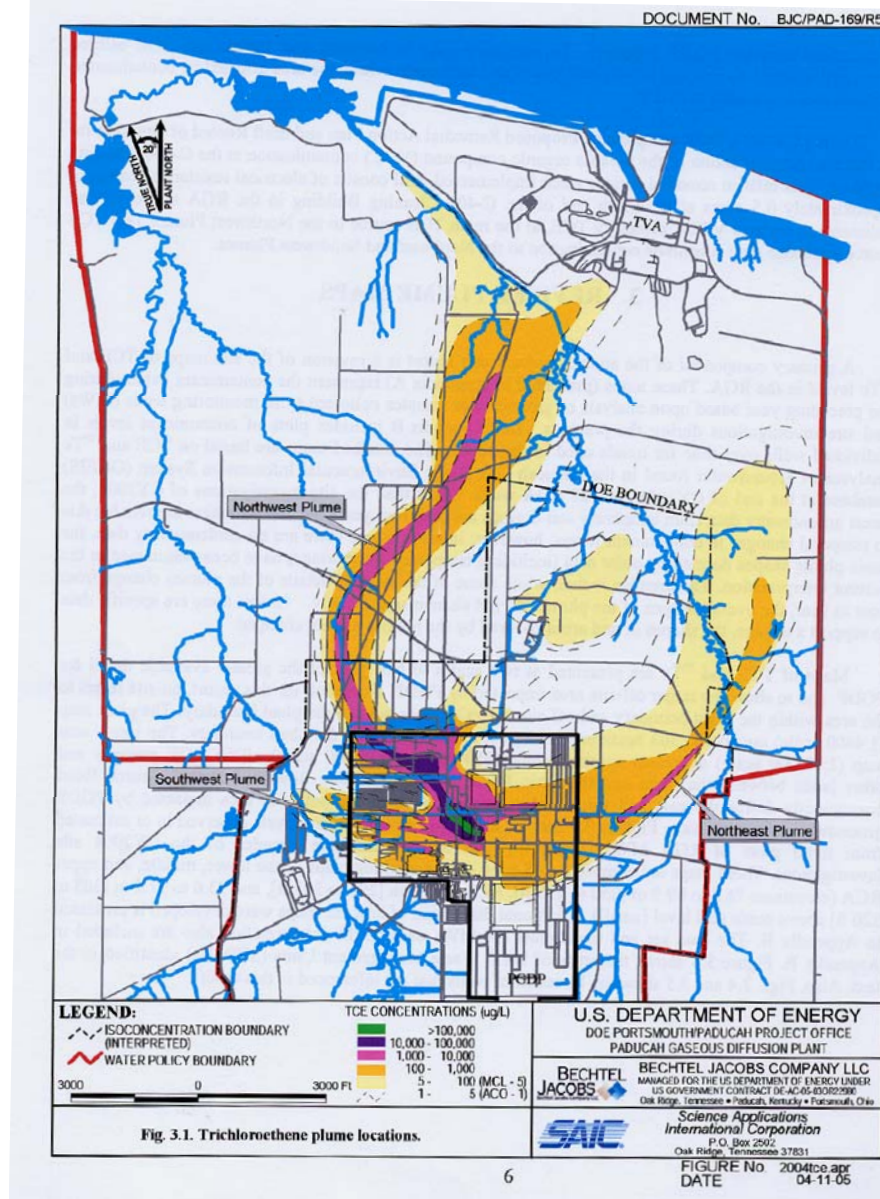 DOCUMENT No. BJC/PAD-169/R5
TRUE NORTH
20°
PLANT NORTH
TVA
DOE BOUNDARY
Northwest Plume
Southwest Plume
Northeast Plume
PGDP
LEGEND:
ISOCONCENTRATION BOUNDARY
(INTERPRETED)
WATER POLICY BOUNDARY
3000 0 3000 Ft
TCE CONCENTRATIONS (ug/L)
>100,000
10,000 - 100,000
1,000 - 10,000
100 - 1,000
5 - 100 (MCL - 5)
1 - 5 (ACO - 1)
Fig. 3.1. Trichloroethene plume locations.
U.S. DEPARTMENT OF ENERGY
DOE PORTSMOUTH/PADUCAH PROJECT OFFICE
PADUCAH GASEOUS DIFFUSION PLANT
BECHTEL
JACOBS
BECHTEL JACOBS COMPANY LLC
MANAGED FOR THE US DEPARTMENT OF ENERGY UNDER
US GOVERNMENT CONTRACT
Oak Ridge, Tennessee • Paducah, Kentucky • Portsmouth, Ohio
SAIC
Science Applications
International Corporation
P.O. Box 2502
Oak Ridge, Tennessee 37831
6
FIGURE No. 2004tce.apr
DATE 04-11-05